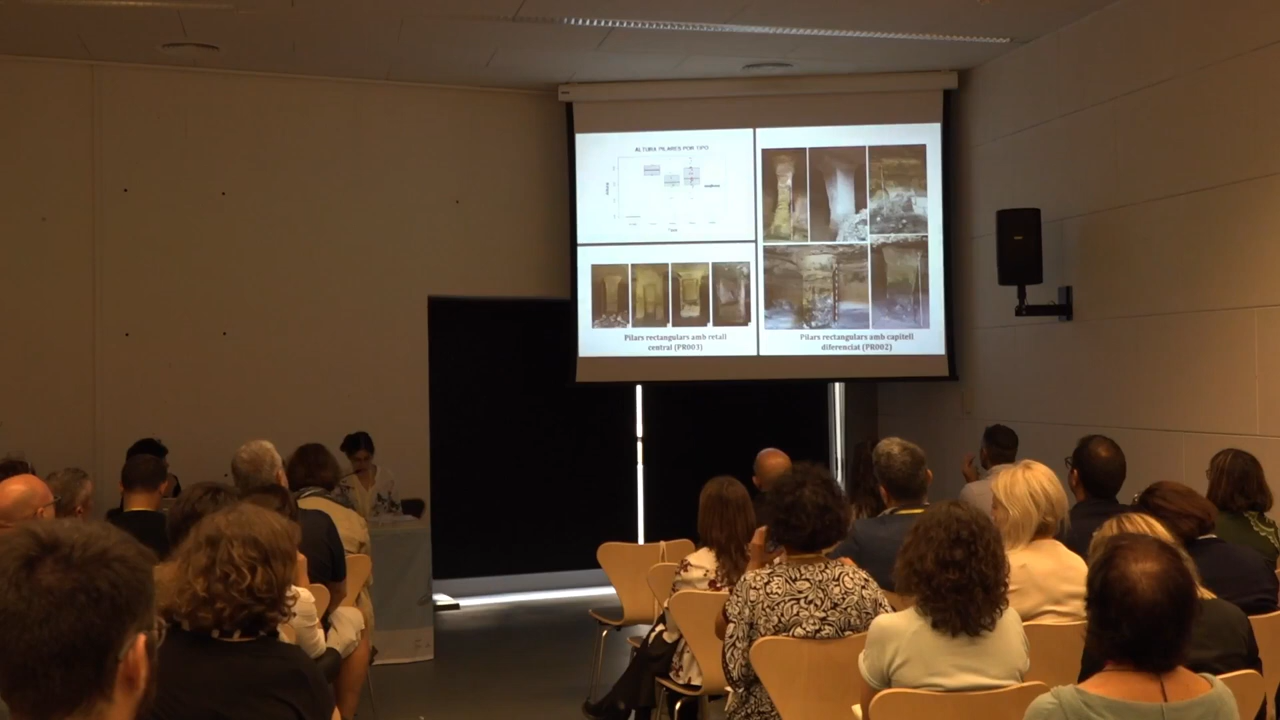 ALTURA PILARES POR TIPO
Pilars rectangulars amb retall
central (PR003)
Pilars rectangulars amb capitell
diferenciat (PR002)